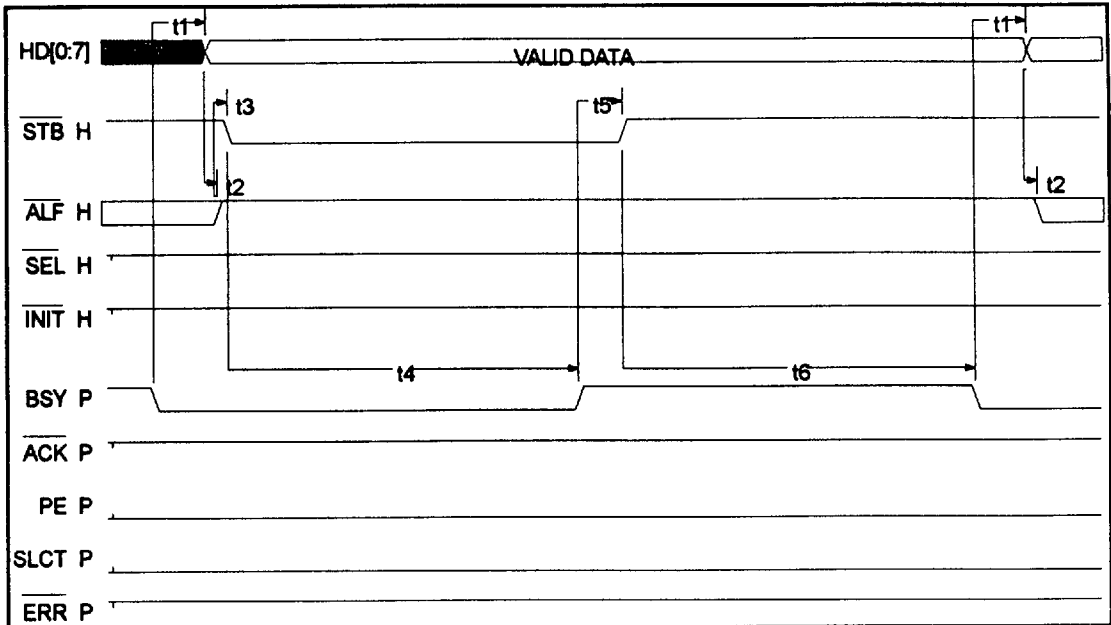 t1 t1
HD[0:7] VALID DATA
t3 t5
STB H
t2 t2
ALF H
SEL H
INIT H
t4 t6
BSY P
ACK P
PE P
SLCT P
ERR P